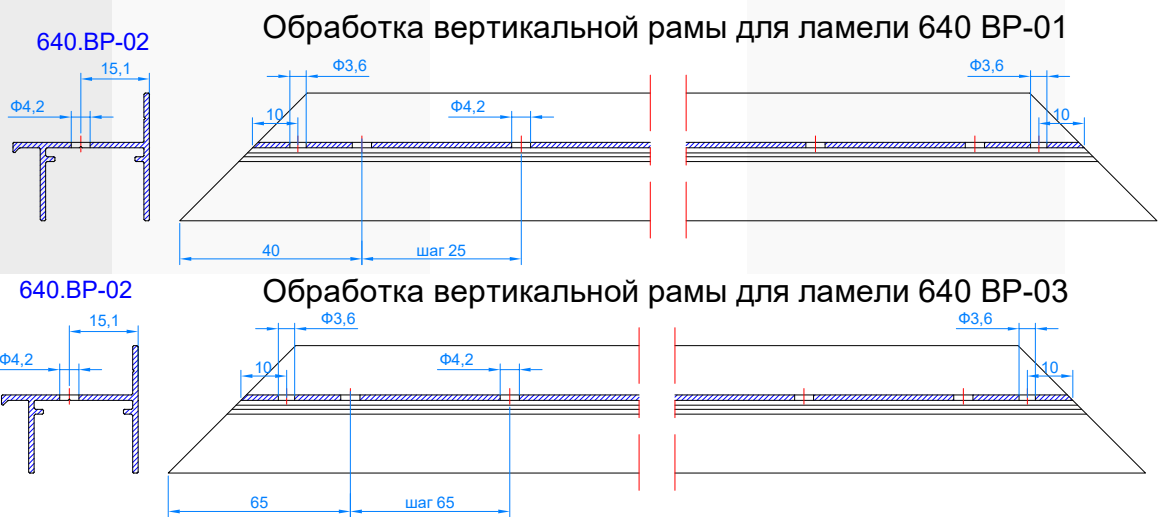 Обработка вертикальной рамы для ламели 640 ВР-01
640.ВР-02
15,1
Ф4,2
Ф3,6
10
Ф4,2
Ф3,6
10
40
шаг 25
Обработка вертикальной рамы для ламели 640 ВР-03
640.ВР-02
15,1
Ф4,2
Ф3,6
10
Ф4,2
Ф3,6
10
65
шаг 65